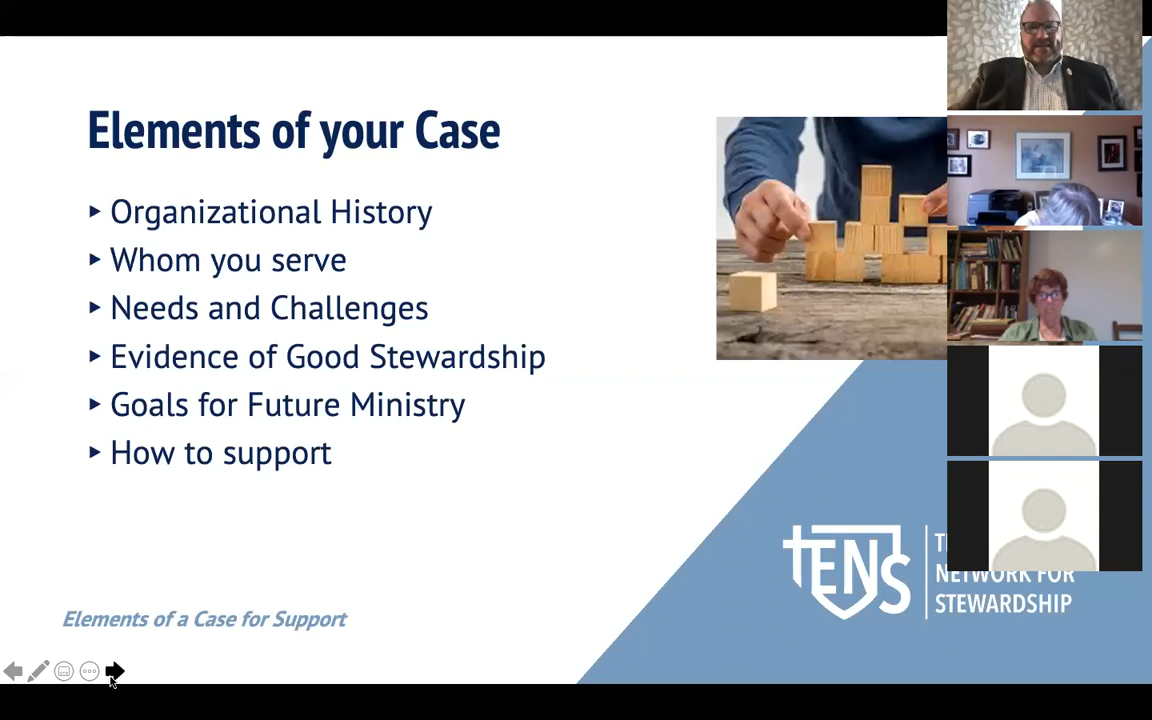 Elements of your Case
Organizational History
Whom you serve
Needs and Challenges
Evidence of Good Stewardship
Goals for Future Ministry
How to support
tENS
NETWORK FOR
STEWARDSHIP
Elements of a Case for Support